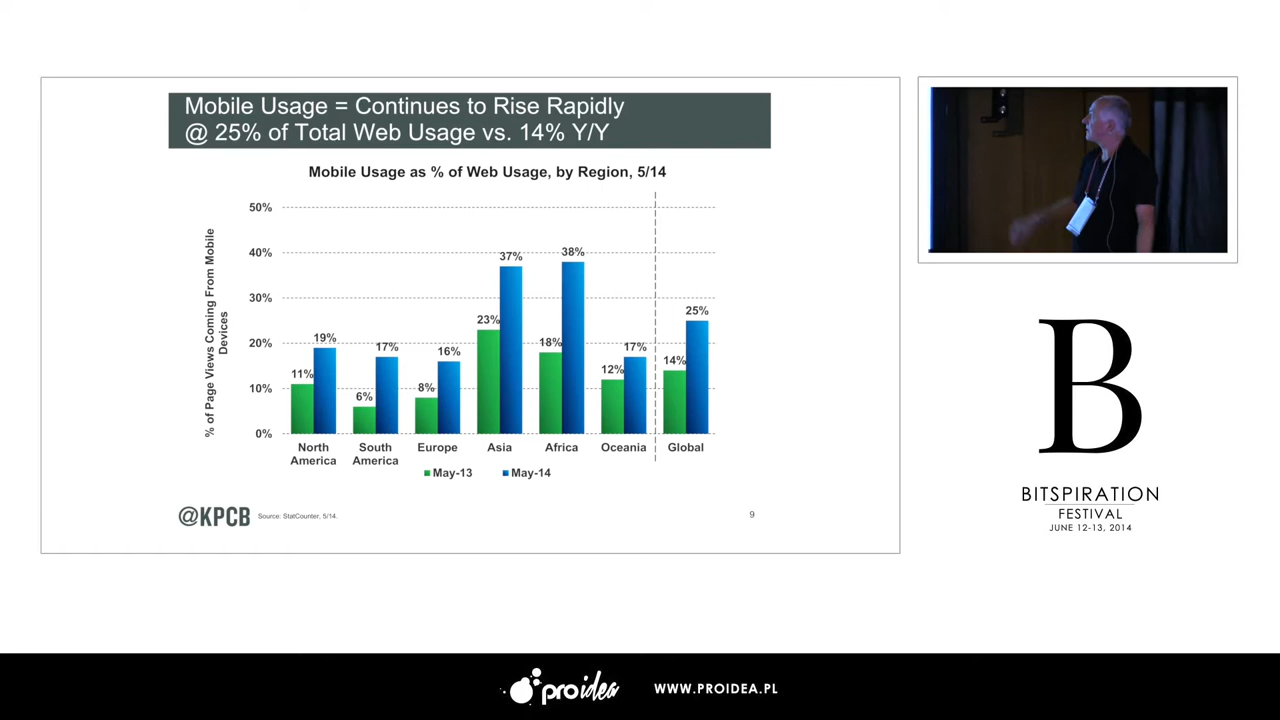 Mobile Usage = Continues to Rise Rapidly
@ 25% of Total Web Usage vs. 14% Y/Y
Mobile Usage as % of Web Usage, by Region, 5/14
% of Page Views Coming From Mobile
Devices
50%
40%
30%
20%
10%
0%
11%
19%
6%
17%
8%
16%
23%
37%
18%
38%
12%
17%
14%
25%
North
America
South
America
Europe
Asia
Africa
Oceania
Global
May-13
May-14
@KPCB
Source: StatCounter, 5/14.
9
B
BITSPIRATION
FESTIVAL
JUNE 12-13, 2014
proidea
WWW.PROIDEA.PL